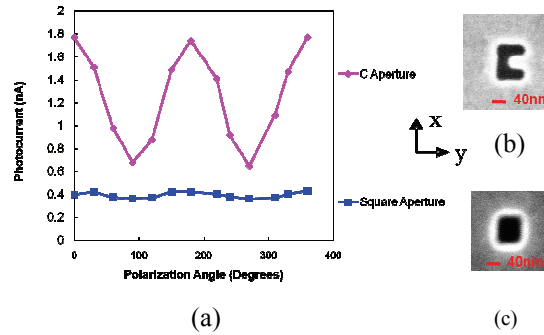 2
1.8
1.6
1.4
1.2
1
0.8
0.6
0.4
0.2
0
0
100
200
300
400
Photocurrent (nA)
Polarization Angle (Degrees)
C Aperture
Square Aperture
(a)
x
y
40nm
(b)
40nm
(c)